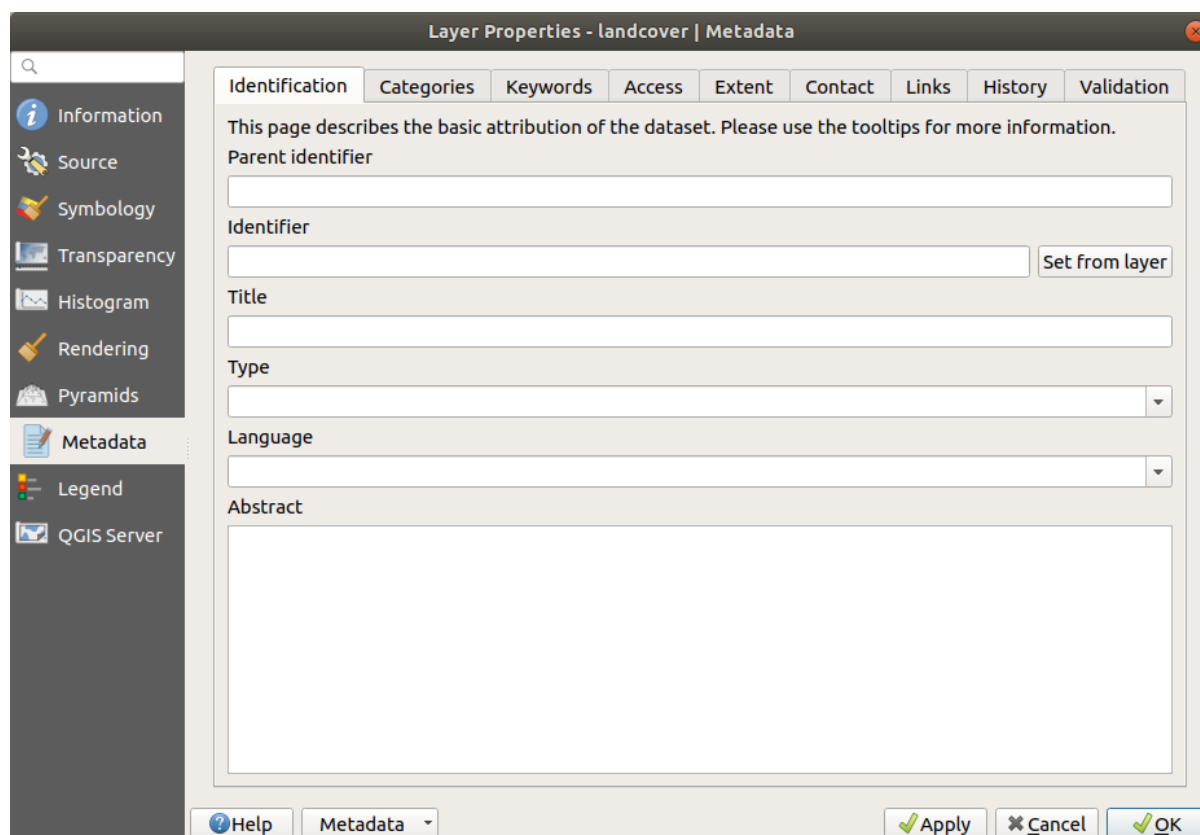 Layer Properties - landcover | Metadata
Information
Source
Symbology
Transparency
Histogram
Rendering
Pyramids
Metadata
Legend
QGIS Server
Identification Categories Keywords Access Extent Contact Links History Validation
This page describes the basic attribution of the dataset. Please use the tooltips for more information.
Parent identifier
Identifier
Set from layer
Title
Type
Language
Abstract
Help Metadata Apply Cancel OK